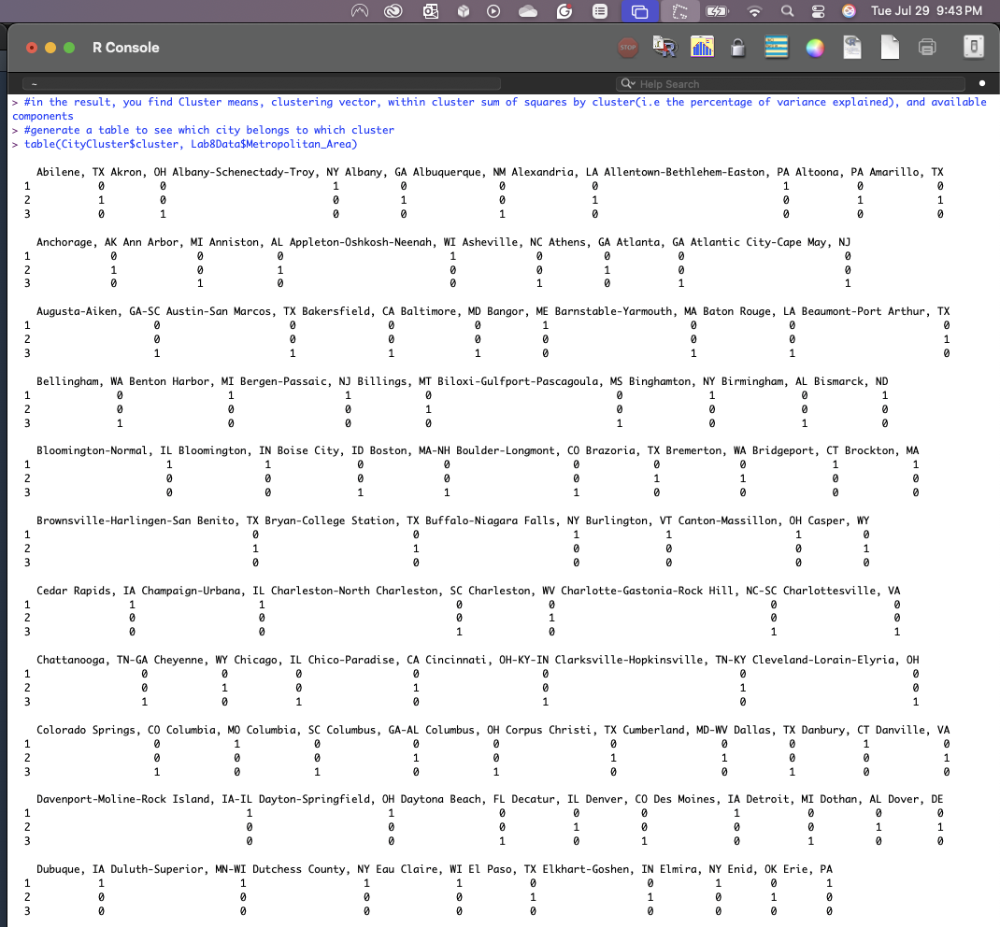 Tue Jul 29 9:43 PM
R Console
STOP
~
Help Search
> #in the result, you find Cluster means, clustering vector, within cluster sum of squares by cluster(i.e the percentage of variance explained), and available
components
> #generate a table to see which city belongs to which cluster
> table(CityCluster$cluster, Lab8Data$Metropolitan_Area)
Abilene, TX Akron, OH Albany-Schenectady-Troy, NY Albany, GA Albuquerque, NM Alexandria, LA Allentown-Bethlehem-Easton, PA Altoona, PA Amarillo, TX
1 0 0 1 0 0 0 1 0 0
2 1 0 0 1 0 1 0 1 1
3 0 1 0 0 1 0 0 0 0
Anchorage, AK Ann Arbor, MI Anniston, AL Appleton-Oshkosh-Neenah, WI Asheville, NC Athens, GA Atlanta, GA Atlantic City-Cape May, NJ
1 0 0 0 1 0 0 0 0
2 1 0 1 0 0 1 0 0
3 0 1 0 0 1 0 1 1
Augusta-Aiken, GA-SC Austin-San Marcos, TX Bakersfield, CA Baltimore, MD Bangor, ME Barnstable-Yarmouth, MA Baton Rouge, LA Beaumont-Port Arthur, TX
1 0 0 0 0 1 0 0 0
2 0 0 0 0 0 0 0 1
3 1 1 1 1 0 1 1 0
Bellingham, WA Benton Harbor, MI Bergen-Passaic, NJ Billings, MT Biloxi-Gulfport-Pascagoula, MS Binghamton, NY Birmingham, AL Bismarck, ND
1 0 1 1 0 0 1 0 1
2 0 0 0 1 0 0 0 0
3 1 0 0 0 1 0 1 0
Bloomington-Normal, IL Bloomington, IN Boise City, ID Boston, MA-NH Boulder-Longmont, CO Brazoria, TX Bremerton, WA Bridgeport, CT Brockton, MA
1 1 1 0 0 0 0 0 1 1
2 0 0 0 0 0 1 1 0 0
3 0 0 1 1 1 0 0 0 0
Brownsville-Harlingen-San Benito, TX Bryan-College Station, TX Buffalo-Niagara Falls, NY Burlington, VT Canton-Massillon, OH Casper, WY
1 0 0 1 1 1 0
2 1 1 0 0 0 1
3 0 0 0 0 0 0
Cedar Rapids, IA Champaign-Urbana, IL Charleston-North Charleston, SC Charleston, WV Charlotte-Gastonia-Rock Hill, NC-SC Charlottesville, VA
1 1 1 0 0 0 0
2 0 0 0 1 0 0
3 0 0 1 0 1 1
Chattanooga, TN-GA Cheyenne, WY Chicago, IL Chico-Paradise, CA Cincinnati, OH-KY-IN Clarksville-Hopkinsville, TN-KY Cleveland-Lorain-Elyria, OH
1 0 0 0 0 0 0 0
2 0 1 0 1 0 1 0
3 1 0 1 0 1 0 1
Colorado Springs, CO Columbia, MO Columbia, SC Columbus, GA-AL Columbus, OH Corpus Christi, TX Cumberland, MD-WV Dallas, TX Danbury, CT Danville, VA
1 0 1 0 0 0 0 0 0 1 0
2 0 0 0 1 0 1 1 0 0 1
3 1 0 1 0 1 0 0 1 0 0
Davenport-Moline-Rock Island, IA-IL Dayton-Springfield, OH Daytona Beach, FL Decatur, IL Denver, CO Des Moines, IA Detroit, MI Dothan, AL Dover, DE
1 1 1 0 0 0 1 0 0 0
2 0 0 0 1 0 0 0 1 1
3 0 0 1 0 1 0 1 0 0
Dubuque, IA Duluth-Superior, MN-WI Dutchess County, NY Eau Claire, WI El Paso, TX Elkhart-Goshen, IN Elmira, NY Enid, OK Erie, PA
1 1 1 1 1 0 0 1 0 1
2 0 0 0 0 1 1 0 1 0
3 0 0 0 0 0 0 0 0 0